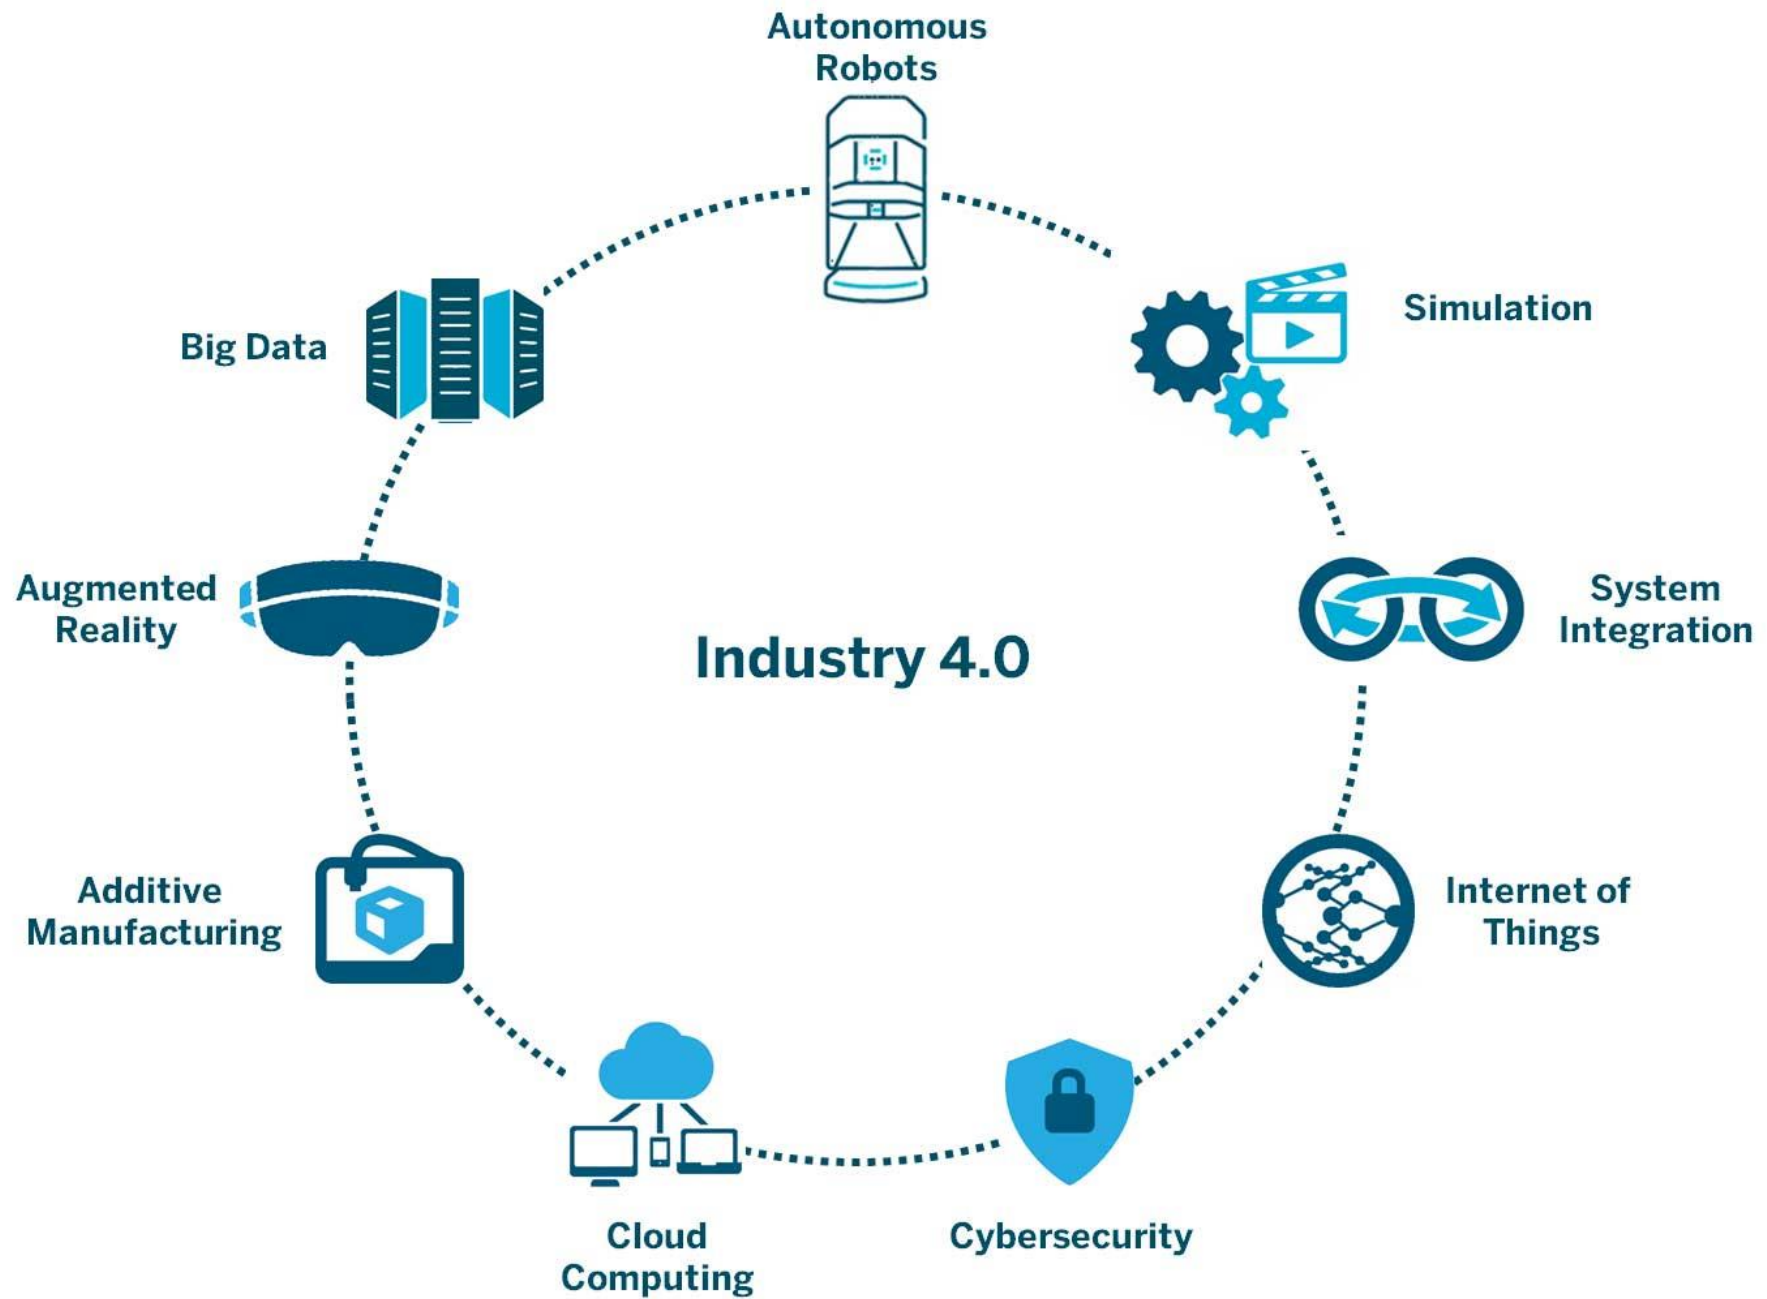 Autonomous
Robots
Simulation
Big Data
System
Integration
Augmented
Reality
Industry 4.0
Internet of
Things
Additive
Manufacturing
Cybersecurity
Cloud
Computing